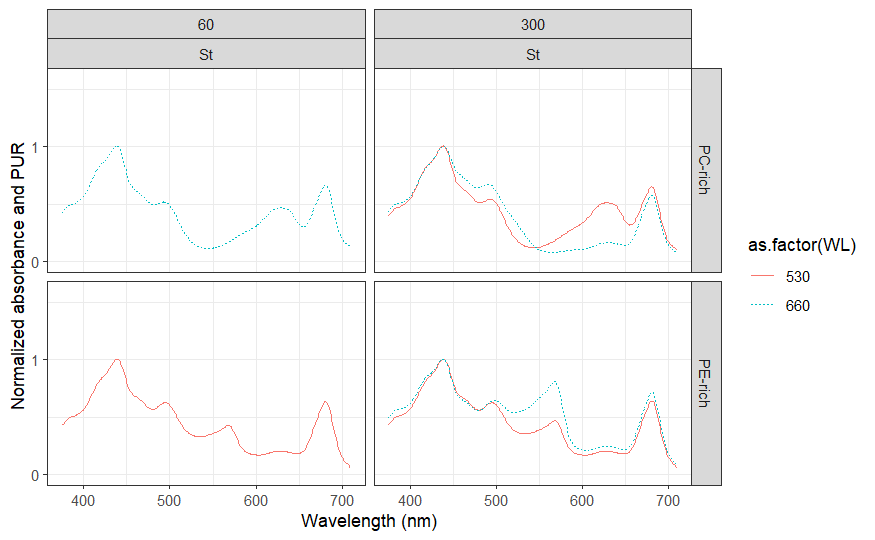 60
300
St
St
1
0
PC-rich
1
0
PE-rich
400
500
600
700
400
500
600
700
Normalized absorbance and PUR
Wavelength (nm)
as.factor(WL)
530
660